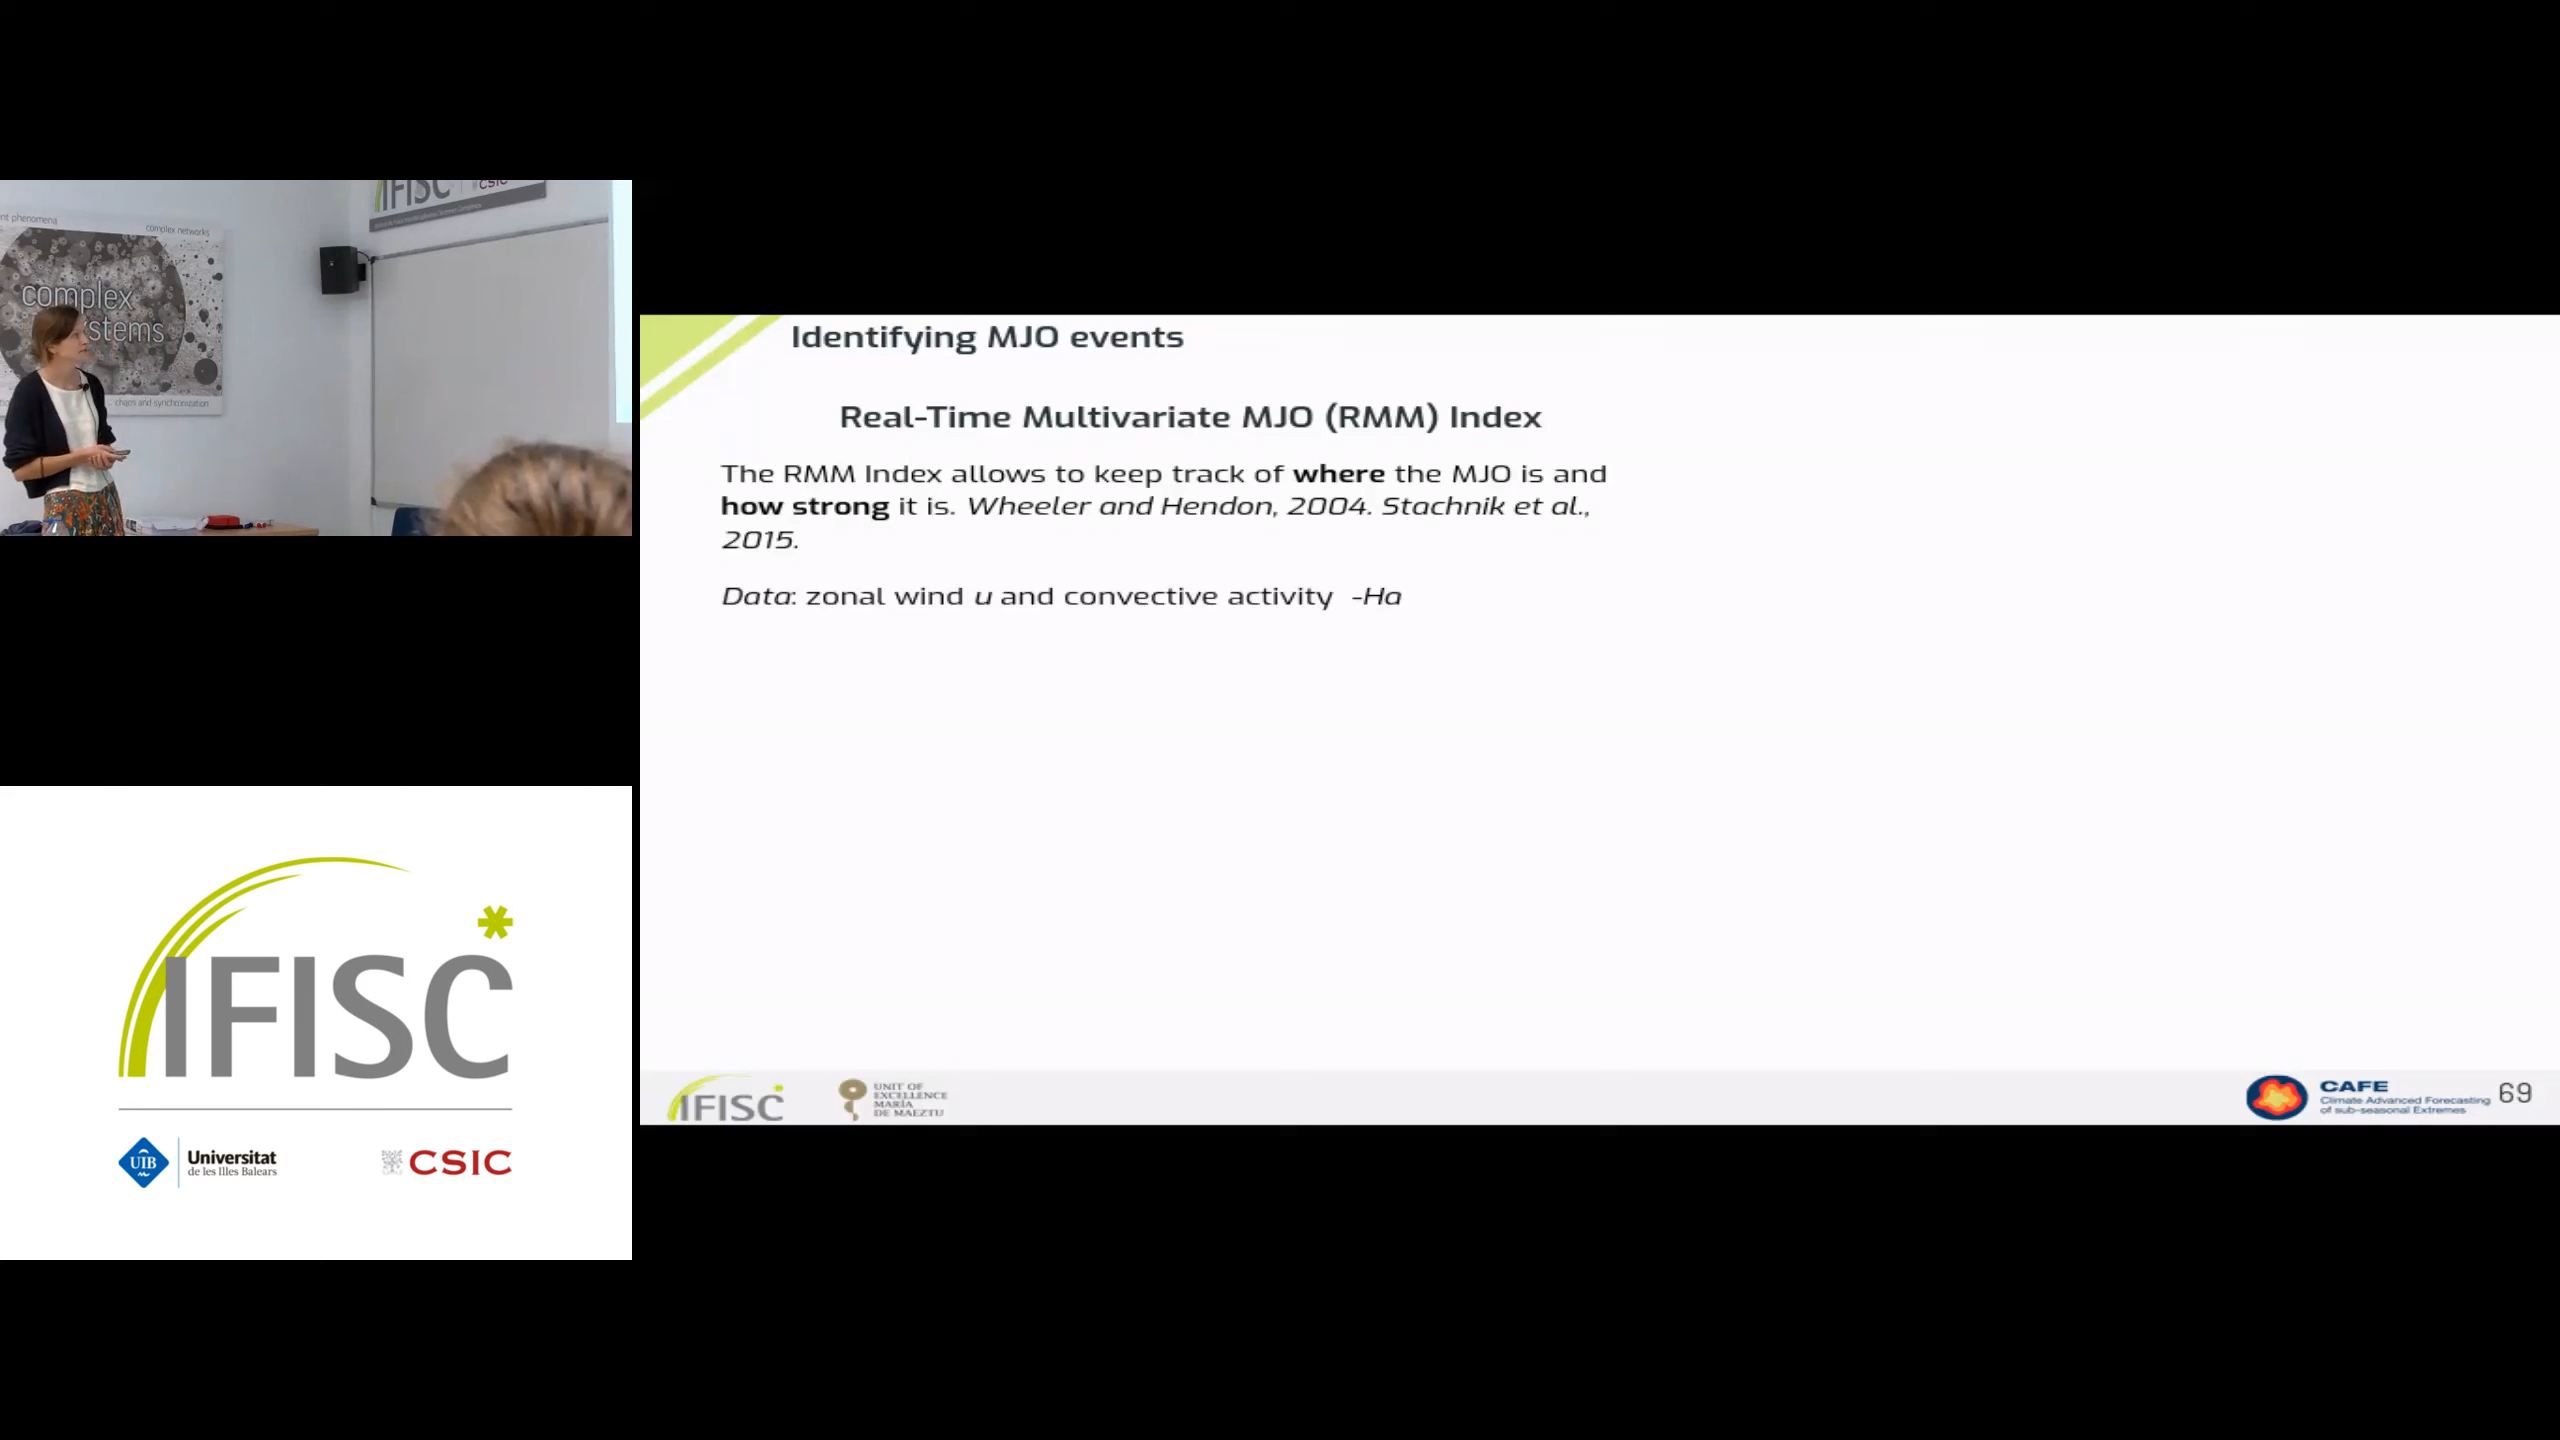 IFISC
CSIC
nt phenomena
complex networks
complex
systems
chaos and synchronization
IFISC
UIB
Universitat
de les Illes Balears
CSIC
Identifying MJO events
Real-Time Multivariate MJO (RMM) Index
The RMM Index allows to keep track of where the MJO is and
how strong it is. Wheeler and Hendon, 2004. Stachnik et al.,
2015.
Data: zonal wind u and convective activity -Ha
IFISC
UNIT OF
EXCELLENCE
MARÍA
DE MAEZTU
CAFE
Climate Advanced Forecasting
of sub-seasonal Extremes
69